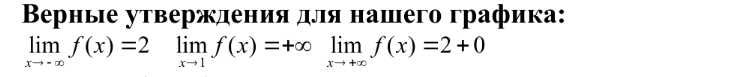 Верные утверждения для нашего графика:
lim x→-∞ f(x)=2 lim x→1 f(x)=+∞ lim x→+∞ f(x)=2+0